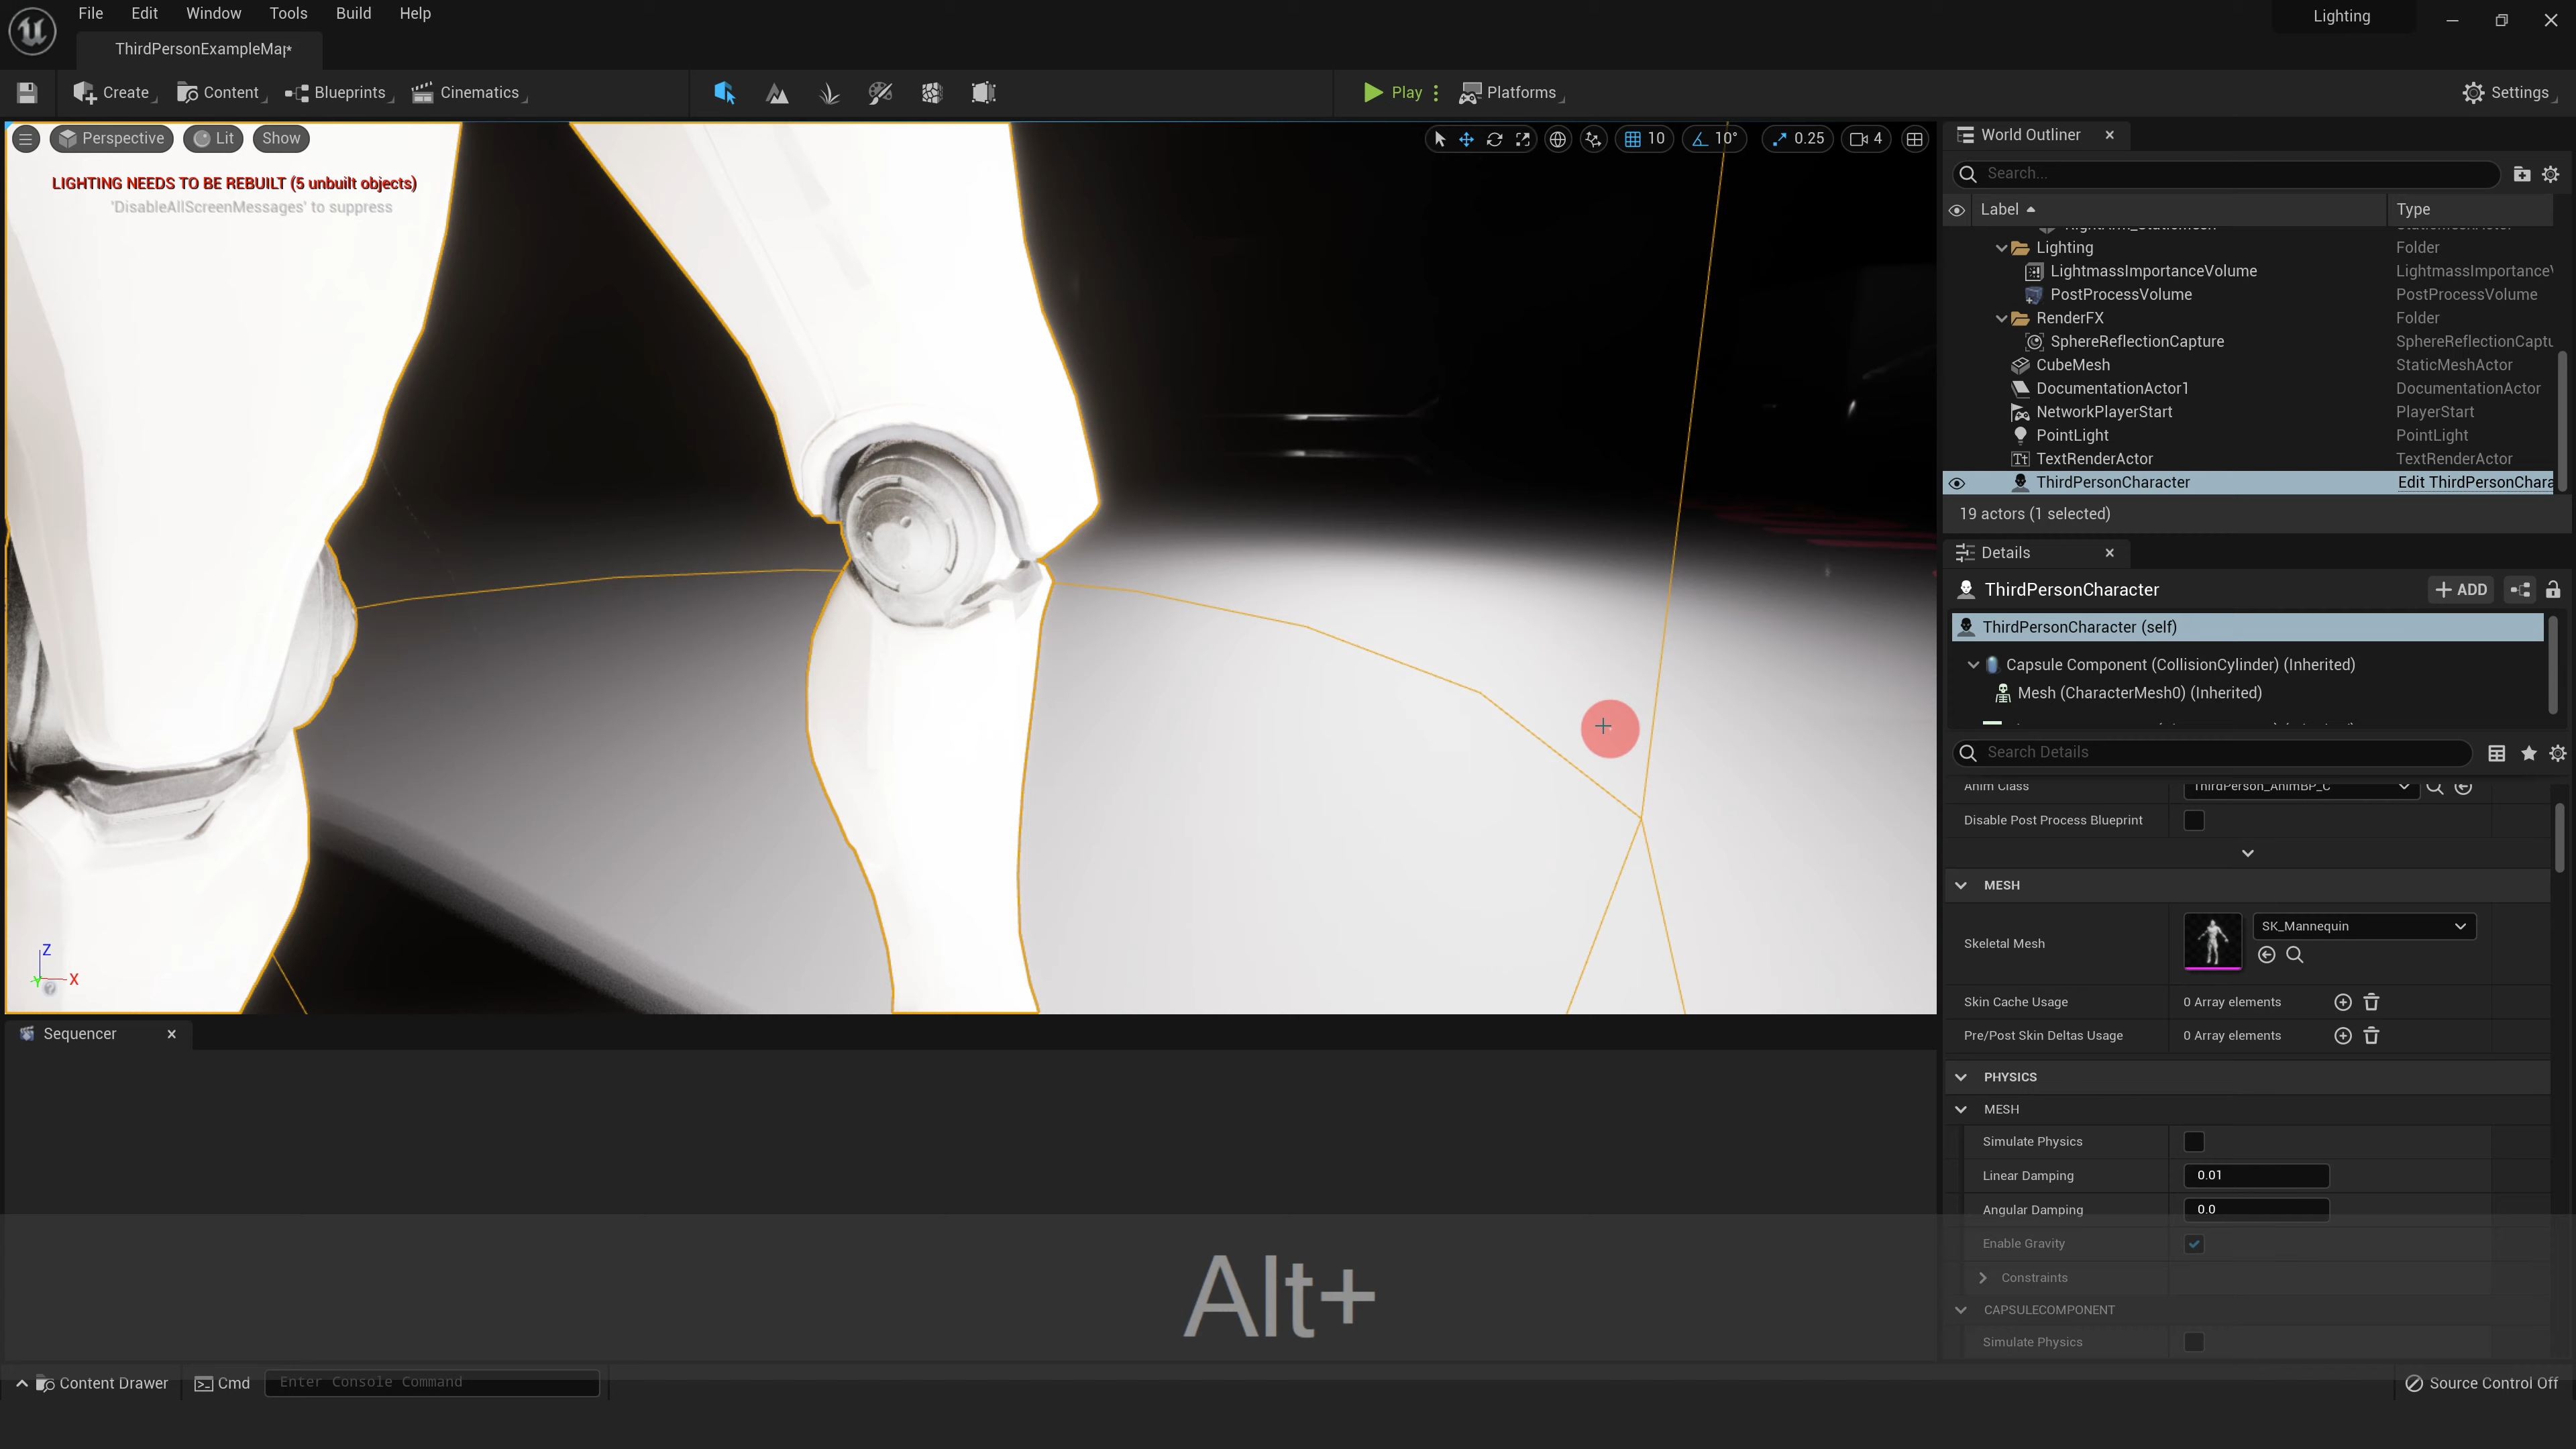 File Edit Window Tools Build Help
Lighting
ThirdPersonExampleMap*
Create Content Blueprints Cinematics
Play Platforms
Settings
Perspective Lit Show
10 10° 0.25 4
LIGHTING NEEDS TO BE REBUILT (5 unbuilt objects)
'DisableAllScreenMessages' to suppress
Z
X
Y
World Outliner
Search...
Label Type
Lighting Folder
LightmassImportanceVolume LightmassImportanceV
PostProcessVolume PostProcessVolume
RenderFX Folder
SphereReflectionCapture SphereReflectionCaptu
CubeMesh StaticMeshActor
DocumentationActor1 DocumentationActor
NetworkPlayerStart PlayerStart
PointLight PointLight
TextRenderActor TextRenderActor
ThirdPersonCharacter Edit ThirdPersonChara
19 actors (1 selected)
Details
ThirdPersonCharacter
ADD
ThirdPersonCharacter (self)
Capsule Component (CollisionCylinder) (Inherited)
Mesh (CharacterMesh0) (Inherited)
Search Details
Anim Class ThirdPerson_AnimBP_C
Disable Post Process Blueprint
MESH
Skeletal Mesh SK_Mannequin
Skin Cache Usage 0 Array elements
Pre/Post Skin Deltas Usage 0 Array elements
PHYSICS
MESH
Simulate Physics
Linear Damping 0.01
Angular Damping 0.0
Enable Gravity
Constraints
CAPSULECOMPONENT
Simulate Physics
Sequencer
Alt+
Content Drawer Cmd Enter Console Command
Source Control Off